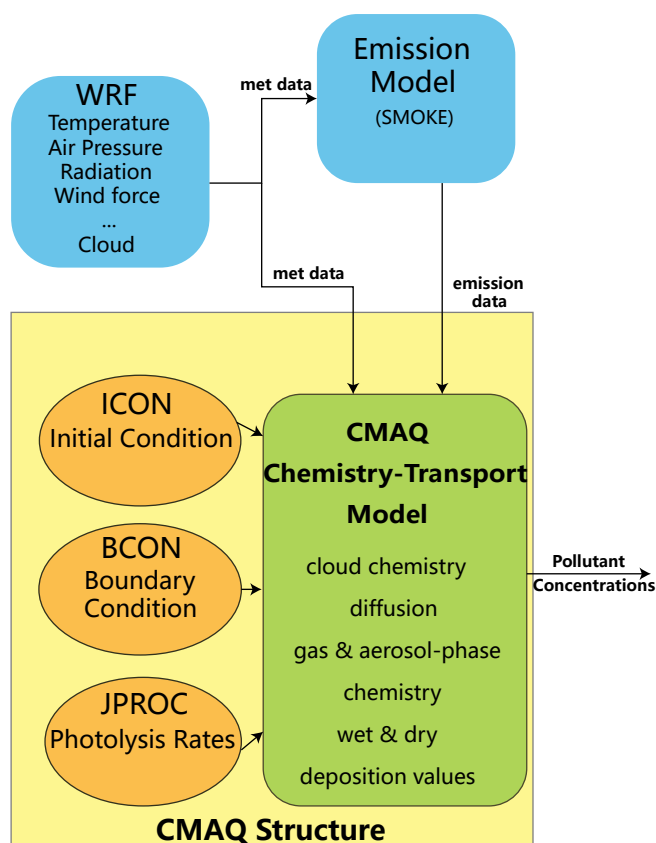 Emission
Model
(SMOKE)
met data
WRF
Temperature
Air Pressure
Radiation
Wind force
...
Cloud
met data
emission
data
ICON
Initial Condition
BCON
Boundary
Condition
JPROC
Photolysis Rates
CMAQ
Chemistry-Transport
Model
cloud chemistry
diffusion
gas & aerosol-phase
chemistry
wet & dry
deposition values
Pollutant
Concentrations
CMAQ Structure